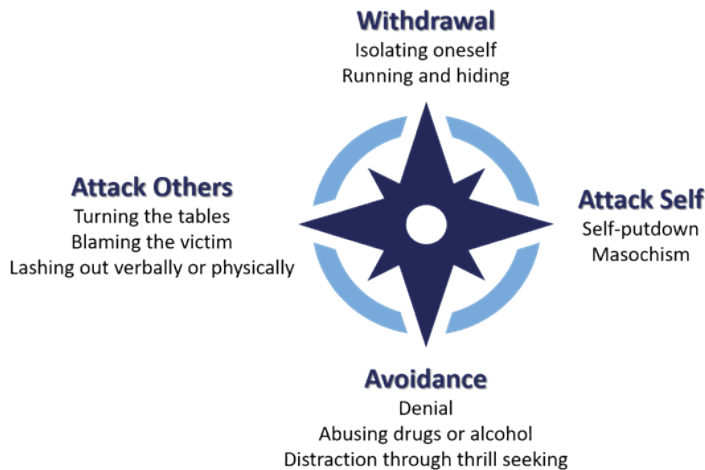 Withdrawal
Isolating oneself
Running and hiding
Attack Others
Turning the tables
Blaming the victim
Lashing out verbally or physically
Attack Self
Self-putdown
Masochism
Avoidance
Denial
Abusing drugs or alcohol
Distraction through thrill seeking